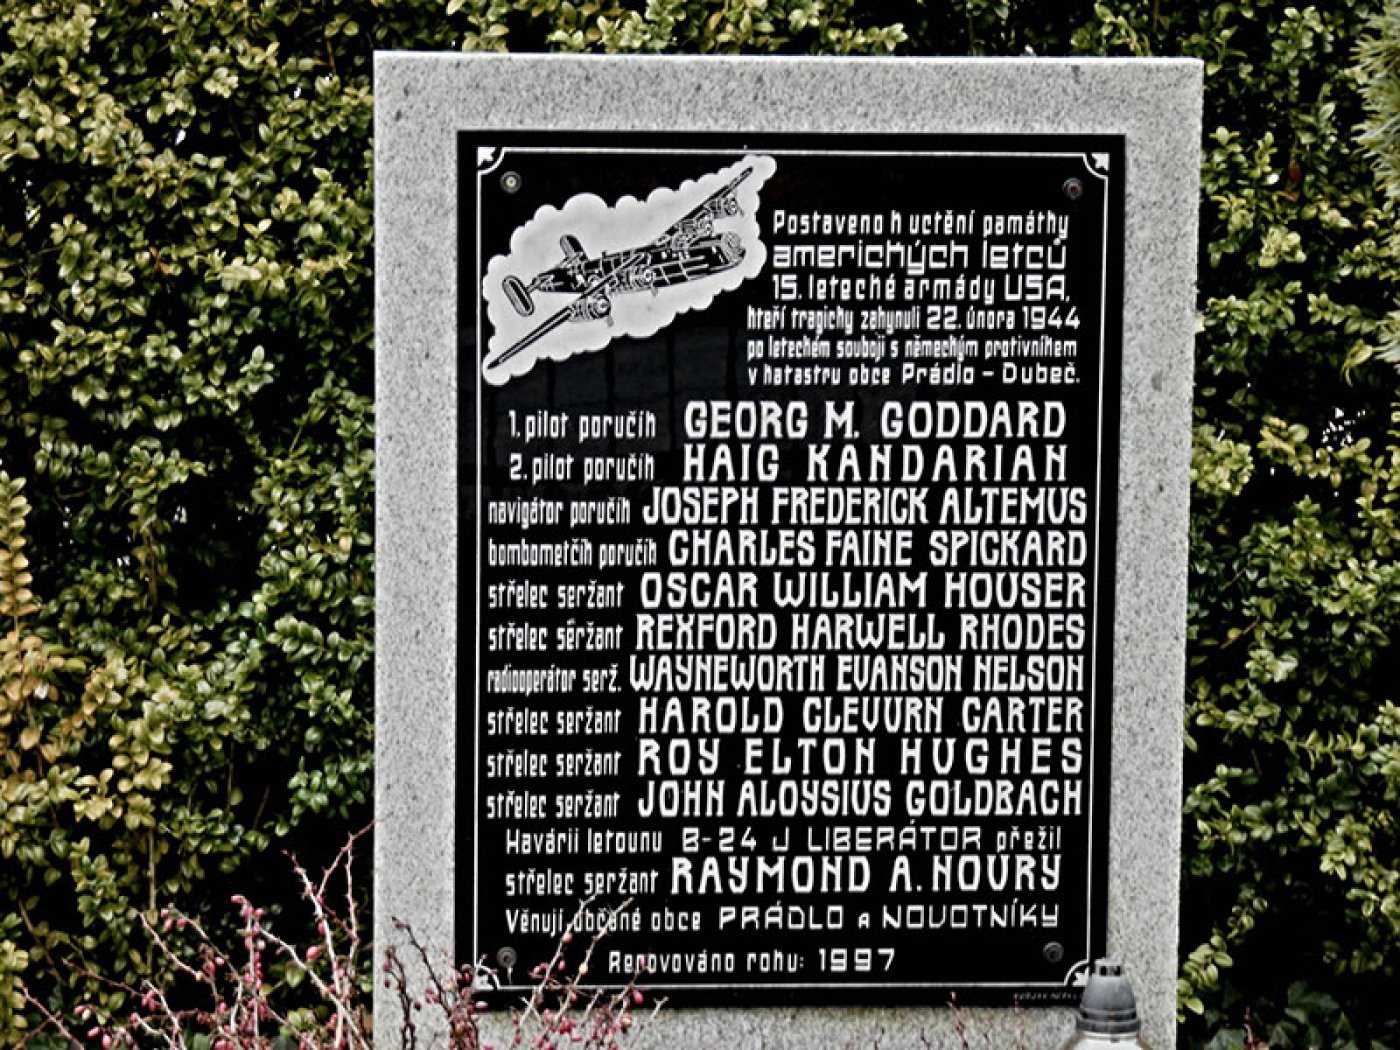 Postaveno k uctění památky
amerických letců
15. letecké armády USA,
kteří tragicky zahynuli 22. února 1944
po leteckém souboji s německým protivníkem
v katastru obce Prádlo - Dubeč.
1. pilot poručík GEORG M. GODDARD
2. pilot poručík HAIG KANDARIAN
navigátor poručík JOSEPH FREDERICK ALTEMUS
bombometčík poručík CHARLES FAINE SPICKARD
střelec seržant OSCAR WILLIAM HOUSER
střelec seržant REXFORD HARWELL RHODES
radiooperátor serž. WAYNEWORTH EVANSON NELSON
střelec seržant HAROLD CLEVURN CARTER
střelec seržant ROY ELTON HUGHES
střelec seržant JOHN ALOYSIUS GOLDBACH
Havárii letounu B-24 J LIBERÁTOR přežil
střelec seržant RAYMOND A. NOURY
Věnují občané obce PRÁDLO A NOVOTNÍKY
Renovováno roku: 1997